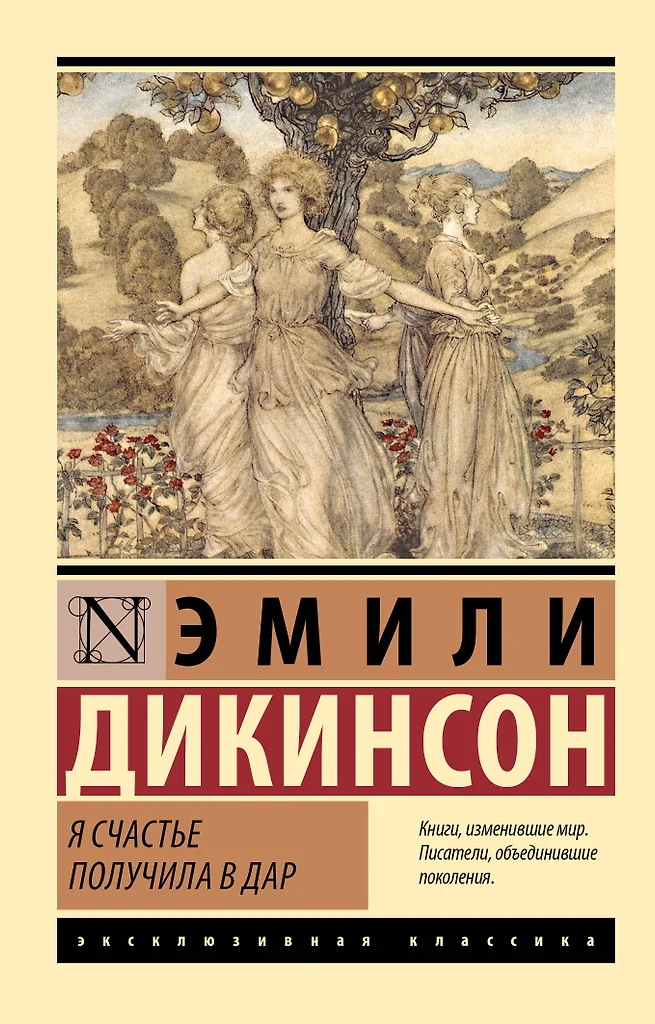 N
ЭМИЛИ
ДИКИНСОН
Я СЧАСТЬЕ
ПОЛУЧИЛА В ДАР
Книги, изменившие мир.
Писатели, объединившие
поколения.
эксклюзивная классика